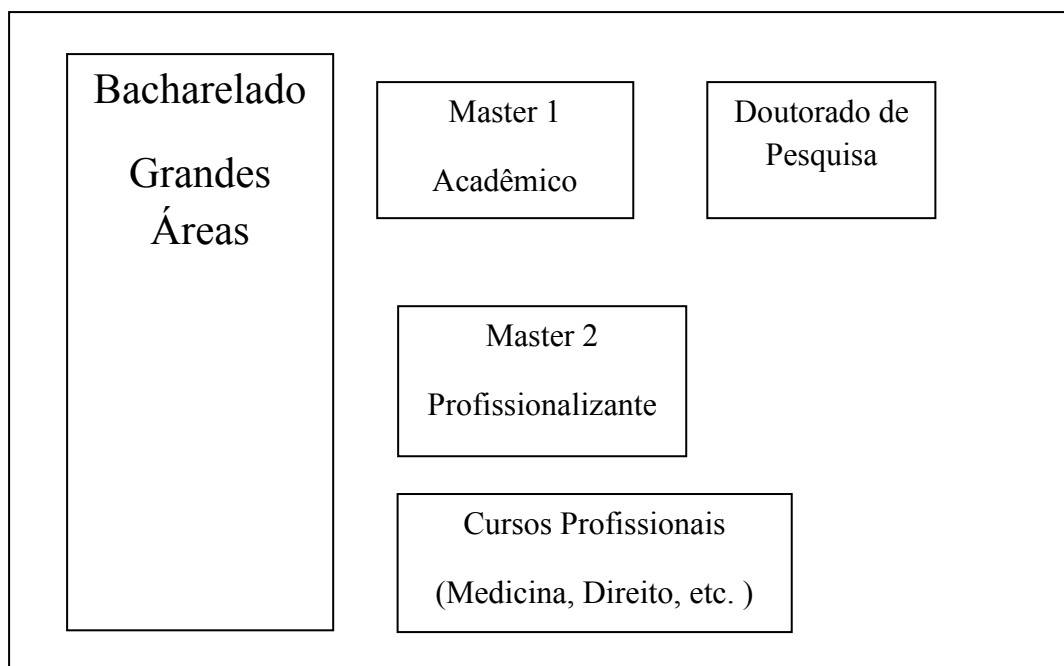 Bacharelado
Grandes
Áreas
Master 1
Acadêmico
Doutorado de
Pesquisa
Master 2
Profissionalizante
Cursos Profissionais
(Medicina, Direito, etc. )